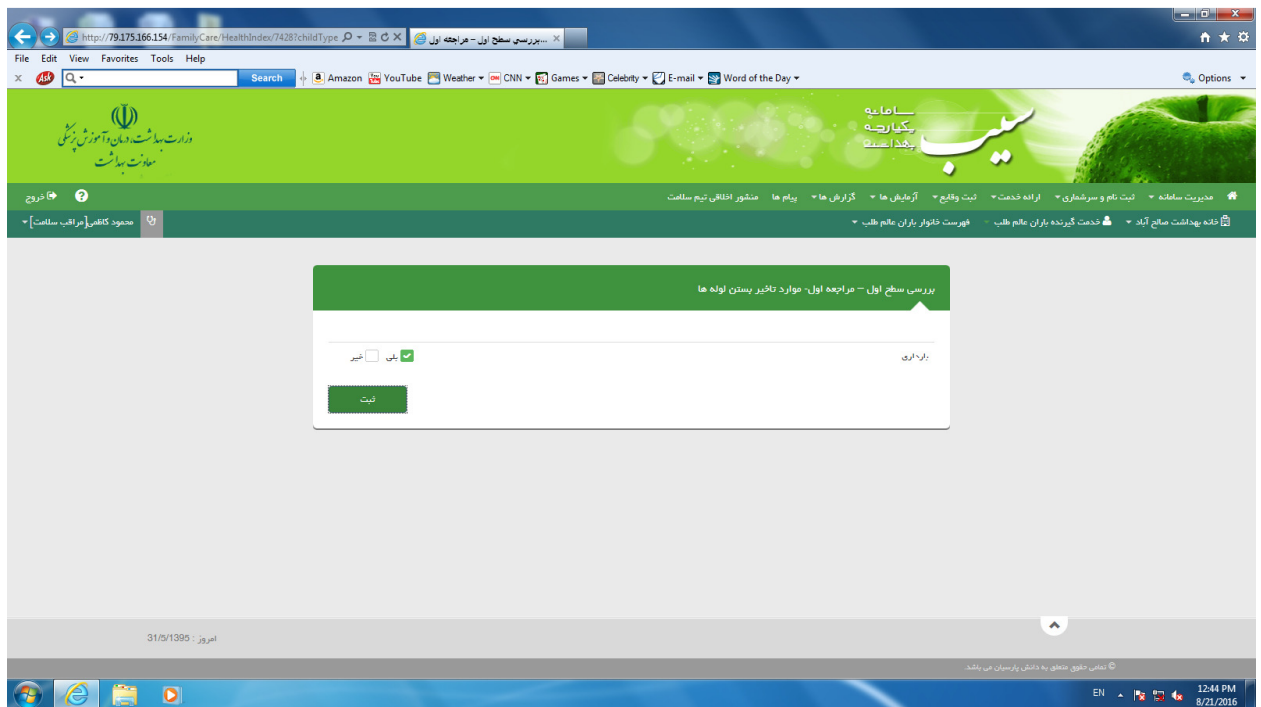 http://79.175.166.154/FamilyCare/HealthIndex/7428?childType
بررسی سطح اول – مراجعه اول...
File Edit View Favorites Tools Help
Ask
Search
Amazon YouTube Weather CNN Games Celebrity E-mail Word of the Day
Options
وزارت بهداشت، درمان و آموزش پزشکی
معاونت بهداشت
سامانه
یکپارچه
بهداشت
سیب
مدیریت سامانه ثبت نام و سرشماری ارائه خدمت ثبت وقایع آزمایش ها گزارش ها پیام ها منشور اخلاقی تیم سلامت
خروج
خانه بهداشت صالح آباد خدمت گیرنده باران عالم طلب فهرست خانوار باران عالم طلب
محمود کاظمی[مراقب سلامت]
بررسی سطح اول – مراجعه اول- موارد تاخیر بستن لوله ها
بارداری
بلی خیر
ثبت
امروز : 31/5/1395
© تمامی حقوق متعلق به دانش پارسیان می باشد.
EN
12:44 PM
8/21/2016